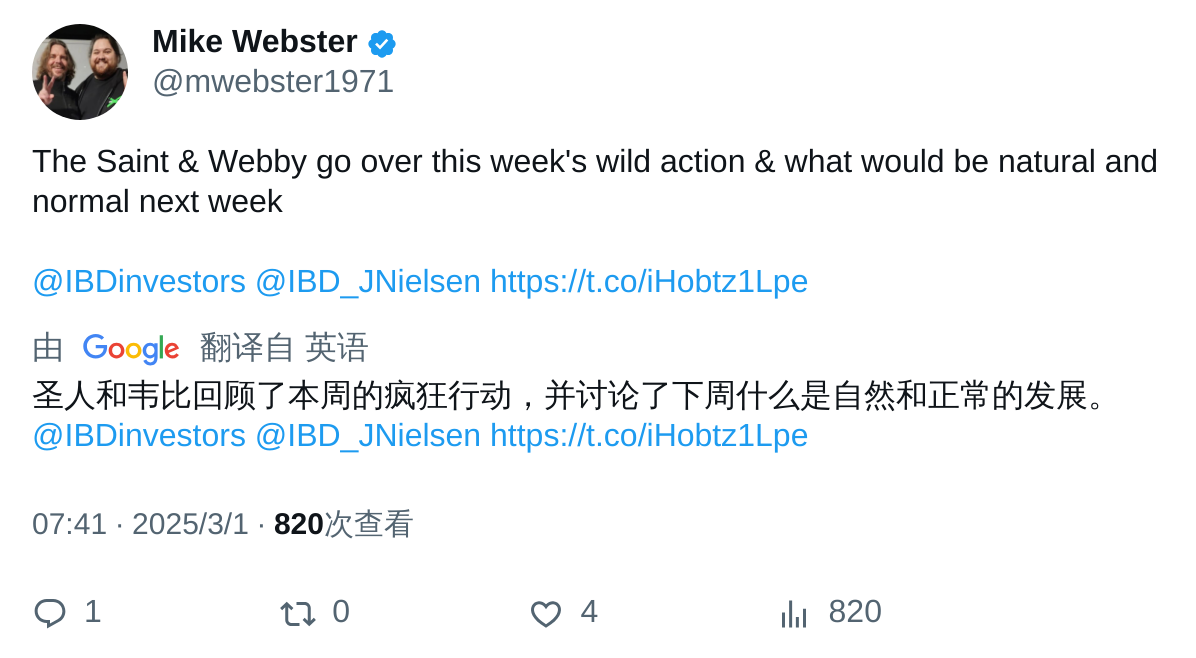 Mike Webster
@mwebster1971
The Saint & Webby go over this week's wild action & what would be natural and
normal next week
@IBDinvestors @IBD_JNielsen https://t.co/iHobtz1Lpe
由 Google 翻译自 英语
圣人和韦比回顾了本周的疯狂行动，并讨论了下周什么是自然和正常的发展。
@IBDinvestors @IBD_JNielsen https://t.co/iHobtz1Lpe
07:41 · 2025/3/1 · 820次查看
1 0 4 820